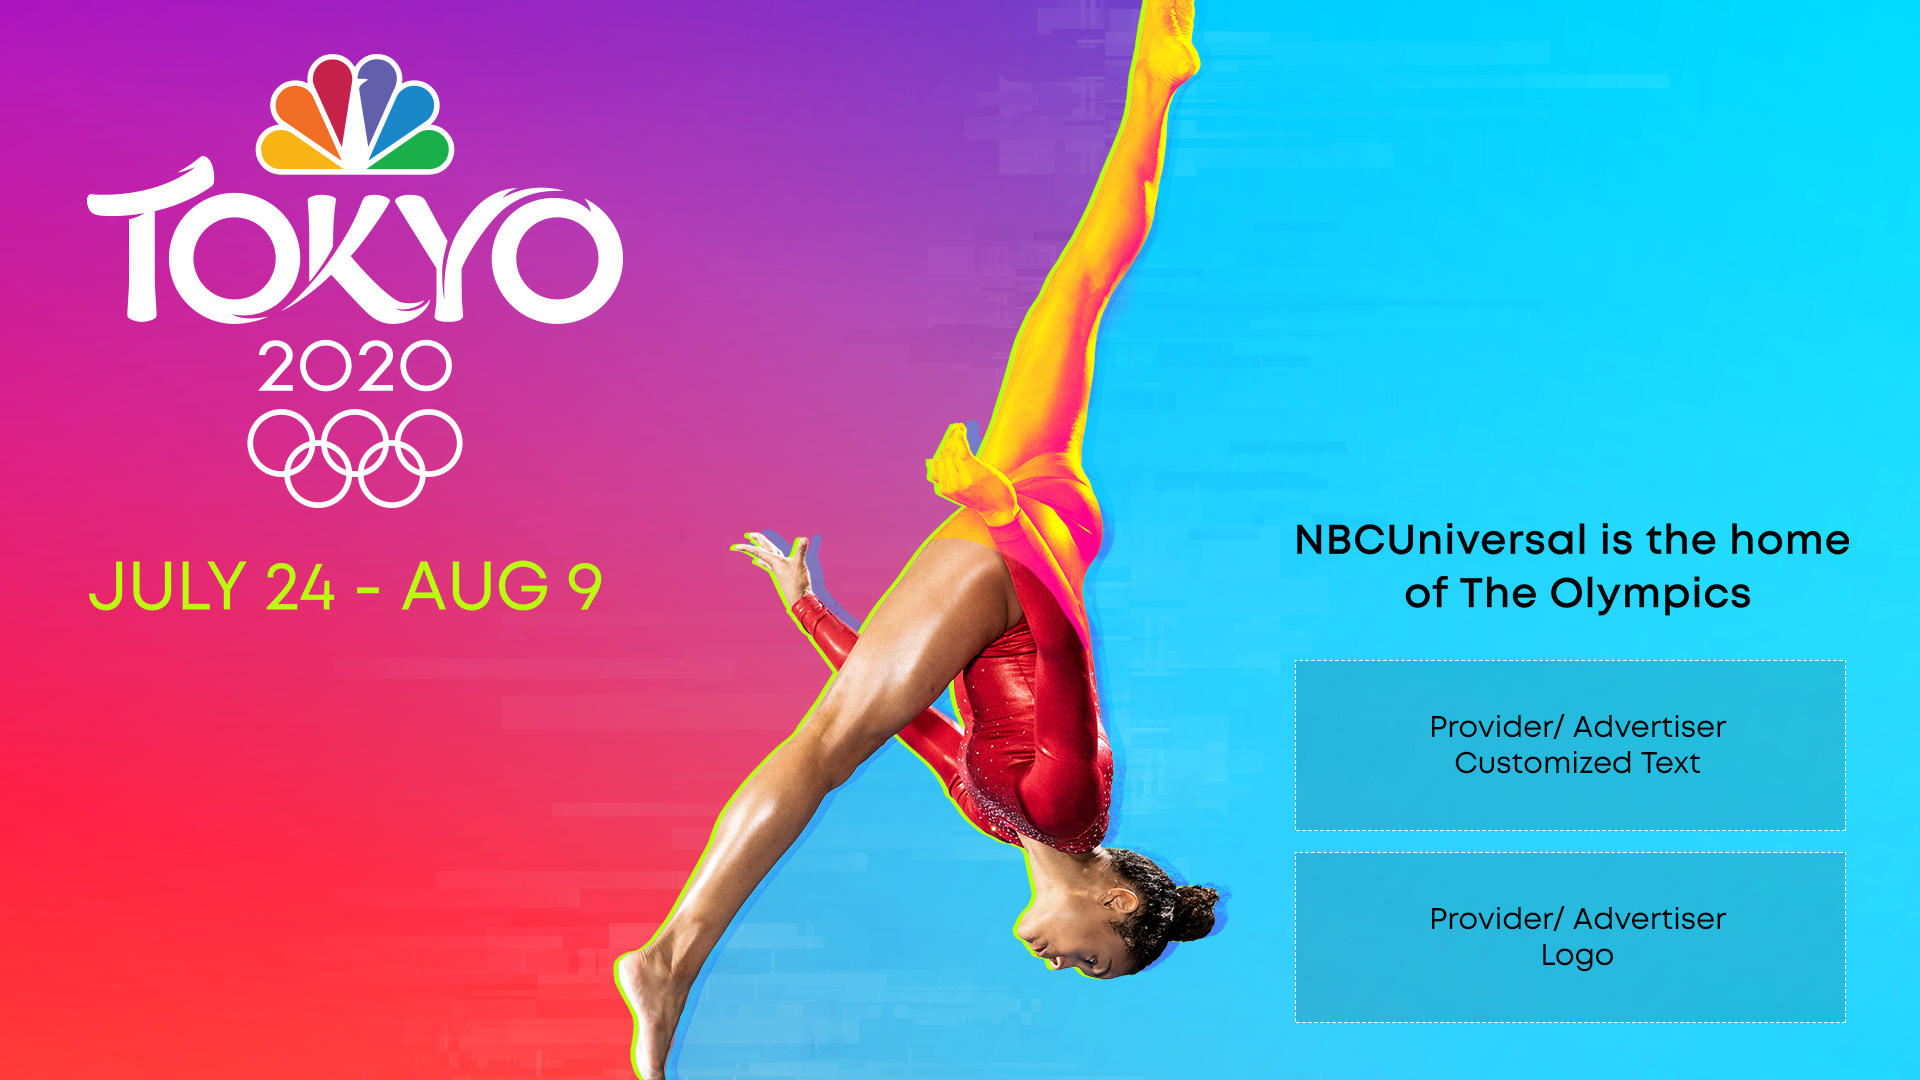 TOKYO
2020
JULY 24 - AUG 9
NBCUniversal is the home
of The Olympics
Provider/ Advertiser
Customized Text
Provider/ Advertiser
Logo